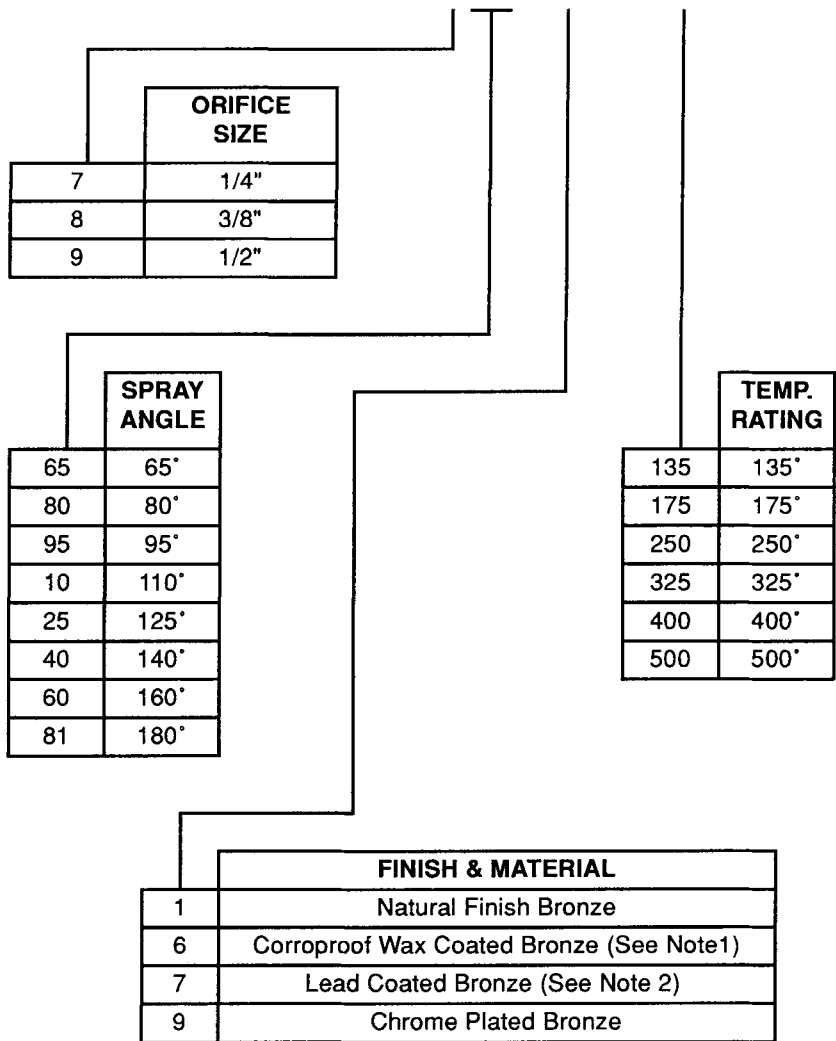 ORIFICE
SIZE
7 1/4"
8 3/8"
9 1/2"
SPRAY
ANGLE
65 65°
80 80°
95 95°
10 110°
25 125°
40 140°
60 160°
81 180°
TEMP.
RATING
135 135°
175 175°
250 250°
325 325°
400 400°
500 500°
FINISH & MATERIAL
1 Natural Finish Bronze
6 Corroproof Wax Coated Bronze (See Note1)
7 Lead Coated Bronze (See Note 2)
9 Chrome Plated Bronze